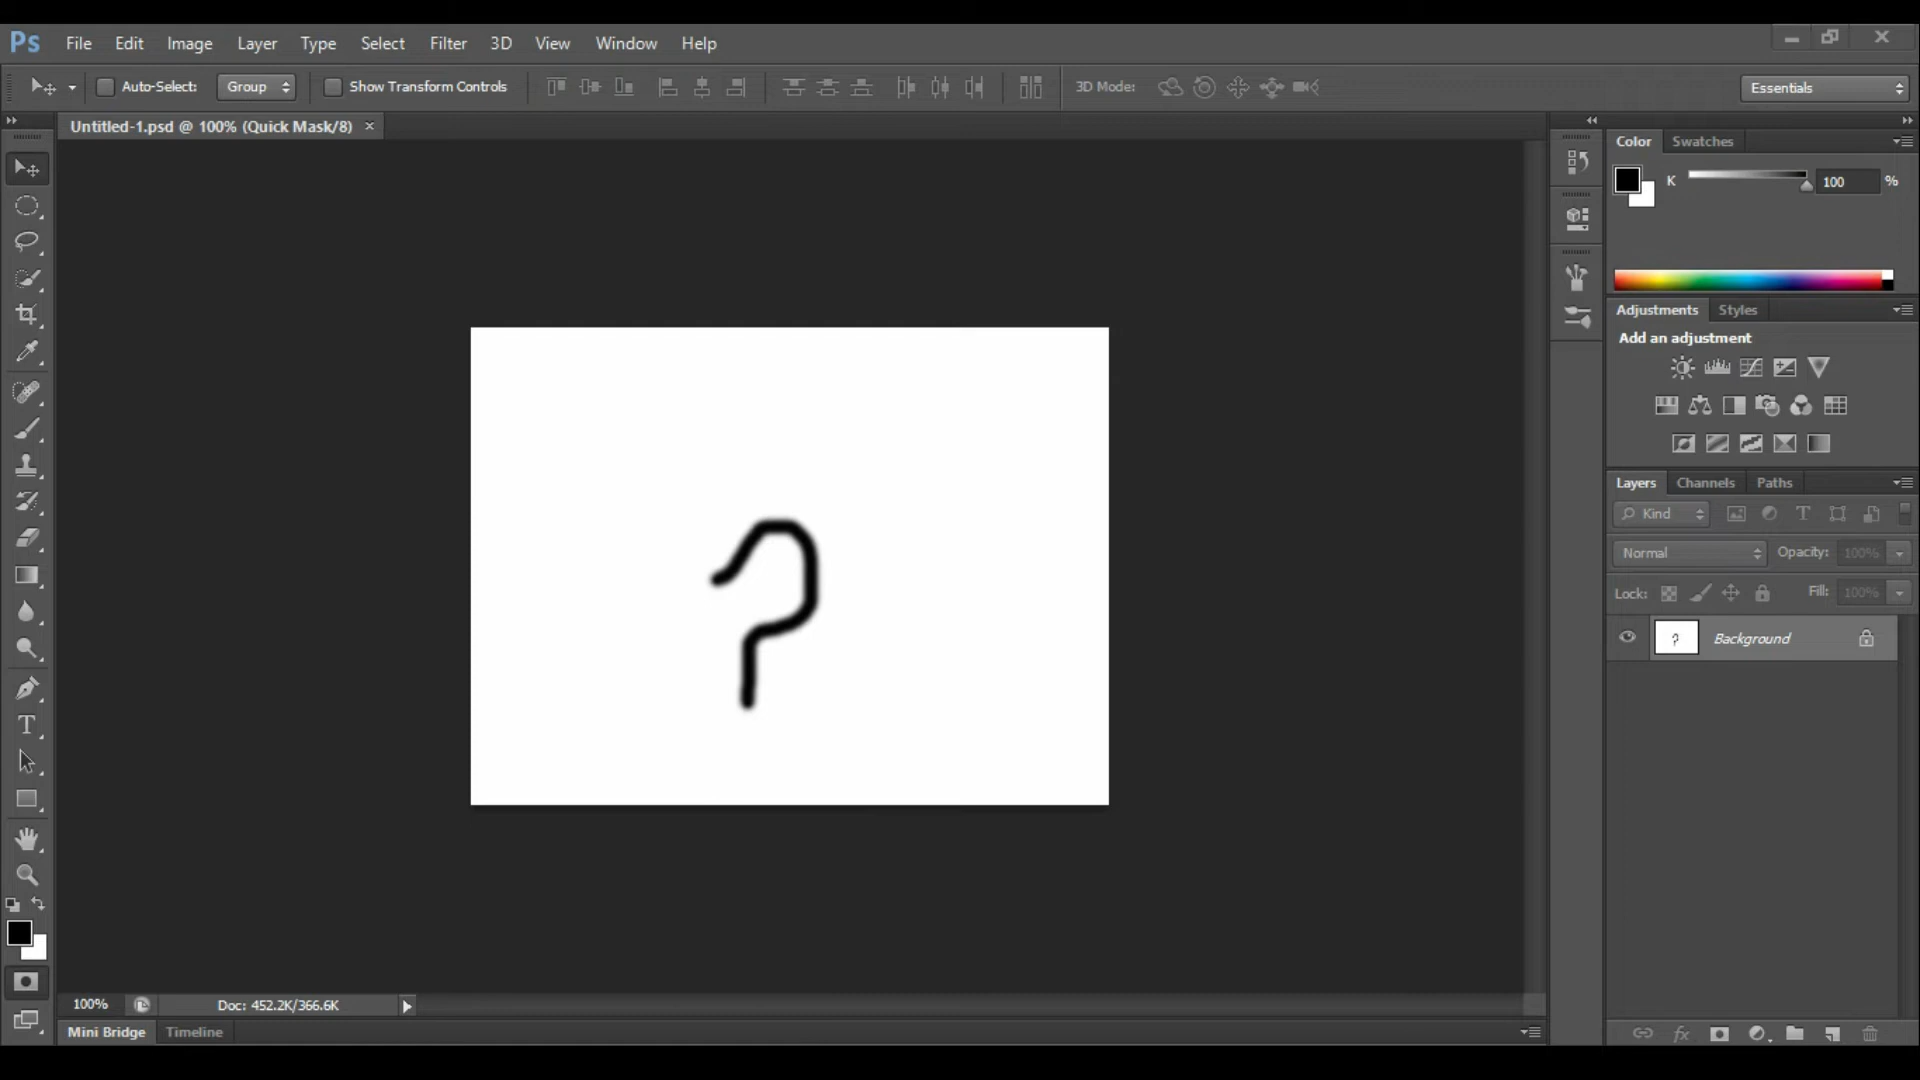 Ps File Edit Image Layer Type Select Filter 3D View Window Help
Auto-Select: Group Show Transform Controls 3D Mode: Essentials
Untitled-1.psd @ 100% (Quick Mask/8) ×
Color Swatches
K 100 %
Adjustments Styles
Add an adjustment
Layers Channels Paths
Kind T
Normal Opacity: 100%
Lock: Fill: 100%
Background
T
?
100% Doc: 452.2K/366.6K
Mini Bridge Timeline
fx